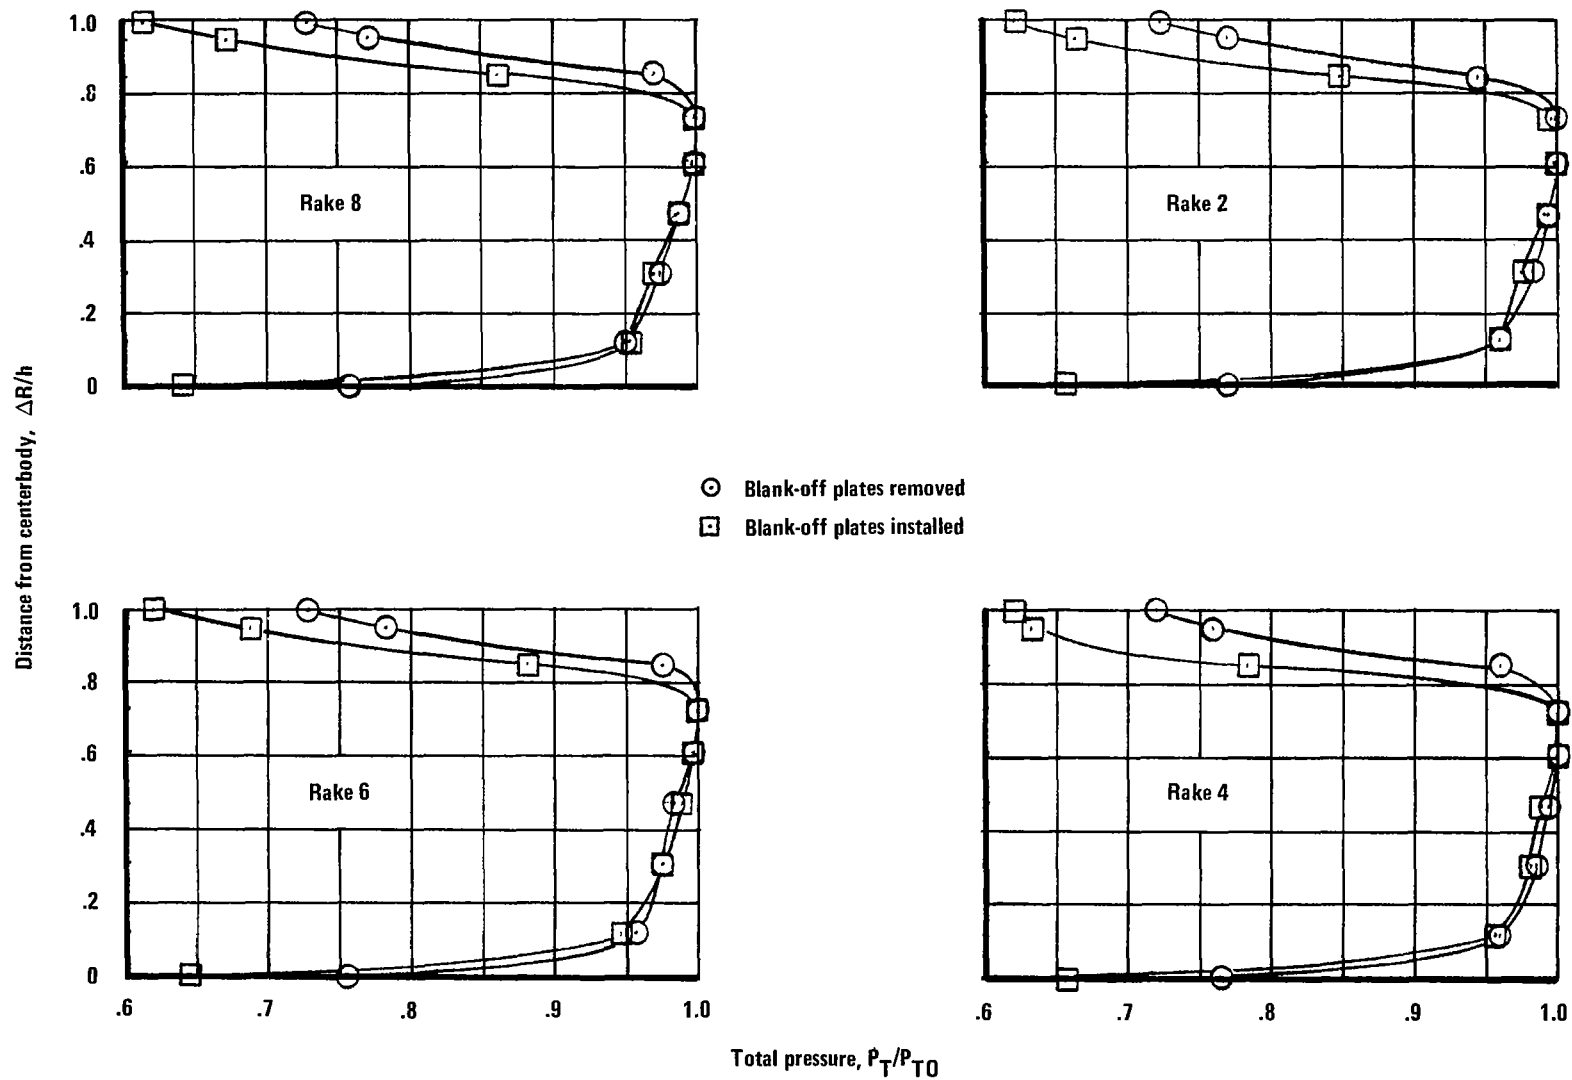 1.0
.8
.6
.4
.2
0
Rake 8
Rake 2
Distance from centerbody, ΔR/h
Blank-off plates removed
Blank-off plates installed
1.0
.8
.6
.4
.2
0
Rake 6
Rake 4
.6 .7 .8 .9 1.0
.6 .7 .8 .9 1.0
Total pressure, PT/PTO